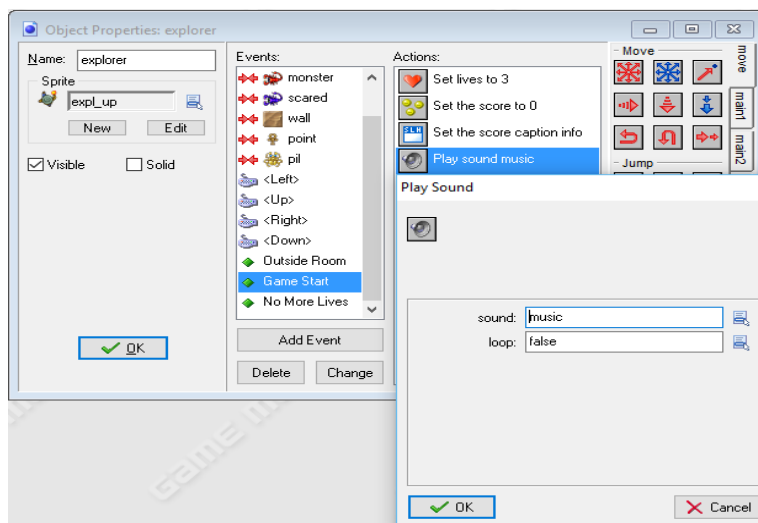 Object Properties: explorer
Name: explorer
Sprite
expl_up
New Edit
Visible Solid
OK
Events:
monster
scared
wall
point
pil
<Left>
<Up>
<Right>
<Down>
Outside Room
Game Start
No More Lives
Add Event
Delete Change
Actions:
Set lives to 3
Set the score to 0
Set the score caption info
Play sound music
Move
Jump
move
main1
main2
Play Sound
sound: music
loop: false
OK Cancel